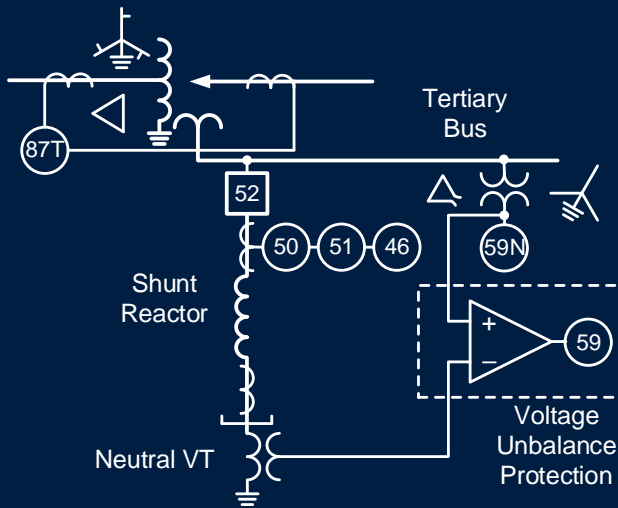 Tertiary
Bus
87T
52
50
51
46
59N
Shunt
Reactor
+
59
–
Voltage
Unbalance
Protection
Neutral VT